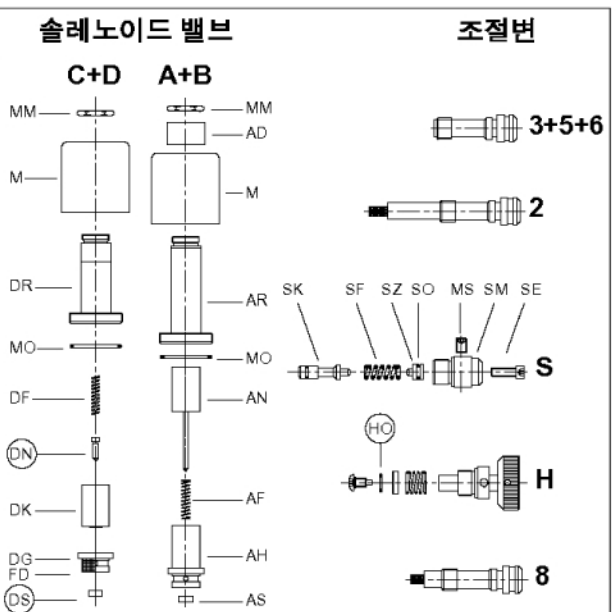 솔레노이드 밸브
조절변
C+D
A+B
MM
MM
AD
M
M
DR
AR
MO
MO
DF
AN
DN
DK
AF
DG
FD
AH
DS
AS
3+5+6
2
SK
SF
SZ
SO
MS
SM
SE
S
HO
H
8